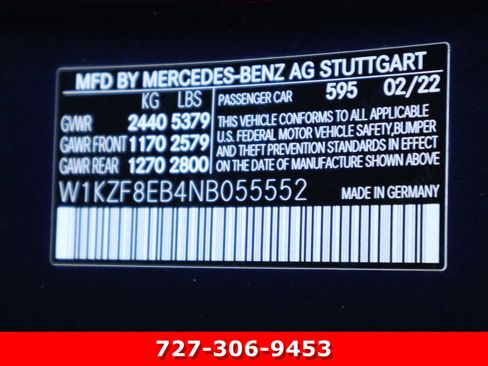 MFD BY MERCEDES-BENZ AG STUTTGART
KG LBS
GVWR 2440 5379
GAWR FRONT 1170 2579
GAWR REAR 1270 2800
PASSENGER CAR 595 02/22
THIS VEHICLE CONFORMS TO ALL APPLICABLE
U.S. FEDERAL MOTOR VEHICLE SAFETY, BUMPER
AND THEFT PREVENTION STANDARDS IN
EFFECT ON THE DATE OF MANUFACTURE
SHOWN ABOVE.
W1KZF8EB4NB055552
MADE IN GERMANY
727-306-9453